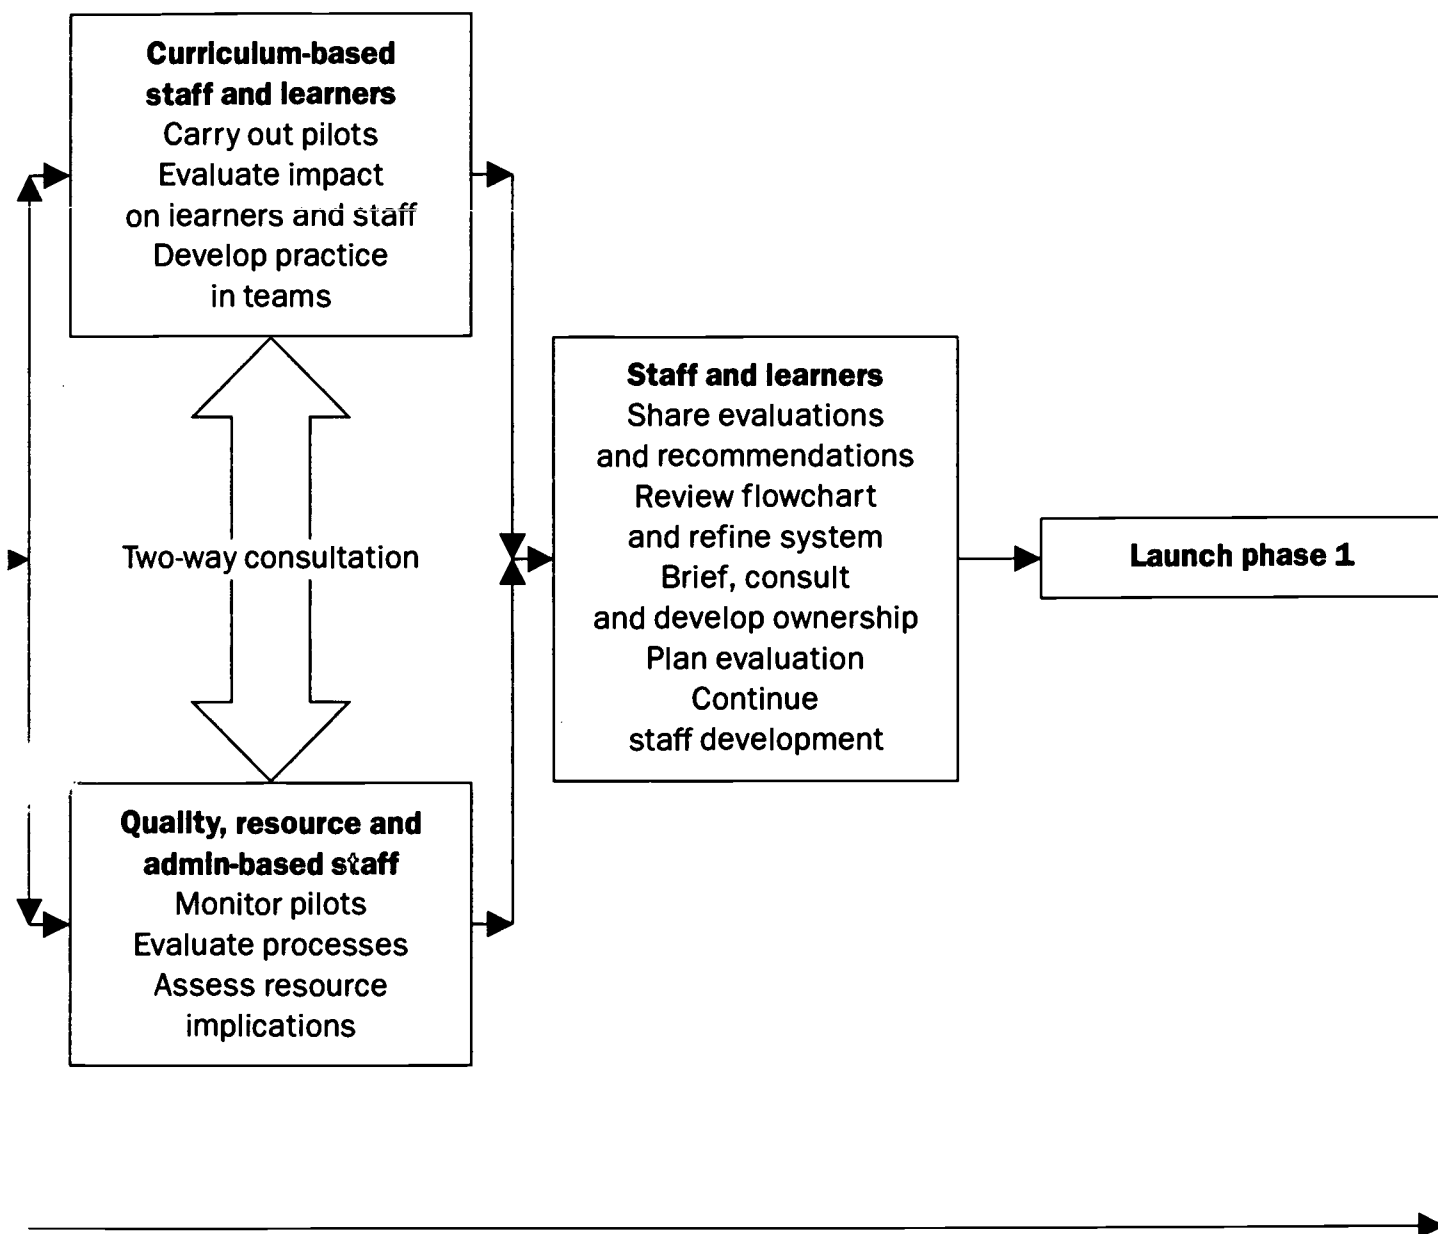 Curriculum-based
staff and learners
Carry out pilots
Evaluate impact
on learners and staff
Develop practice
in teams
Two-way consultation
Quality, resource and
admin-based staff
Monitor pilots
Evaluate processes
Assess resource
implications
Staff and learners
Share evaluations
and recommendations
Review flowchart
and refine system
Brief, consult
and develop ownership
Plan evaluation
Continue
staff development
Launch phase 1